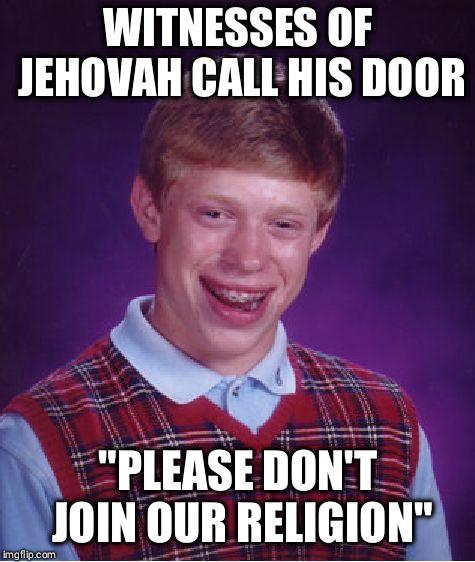 WITNESSES OF
JEHOVAH CALL HIS DOOR
"PLEASE DON'T
JOIN OUR RELIGION"
imgflip.com